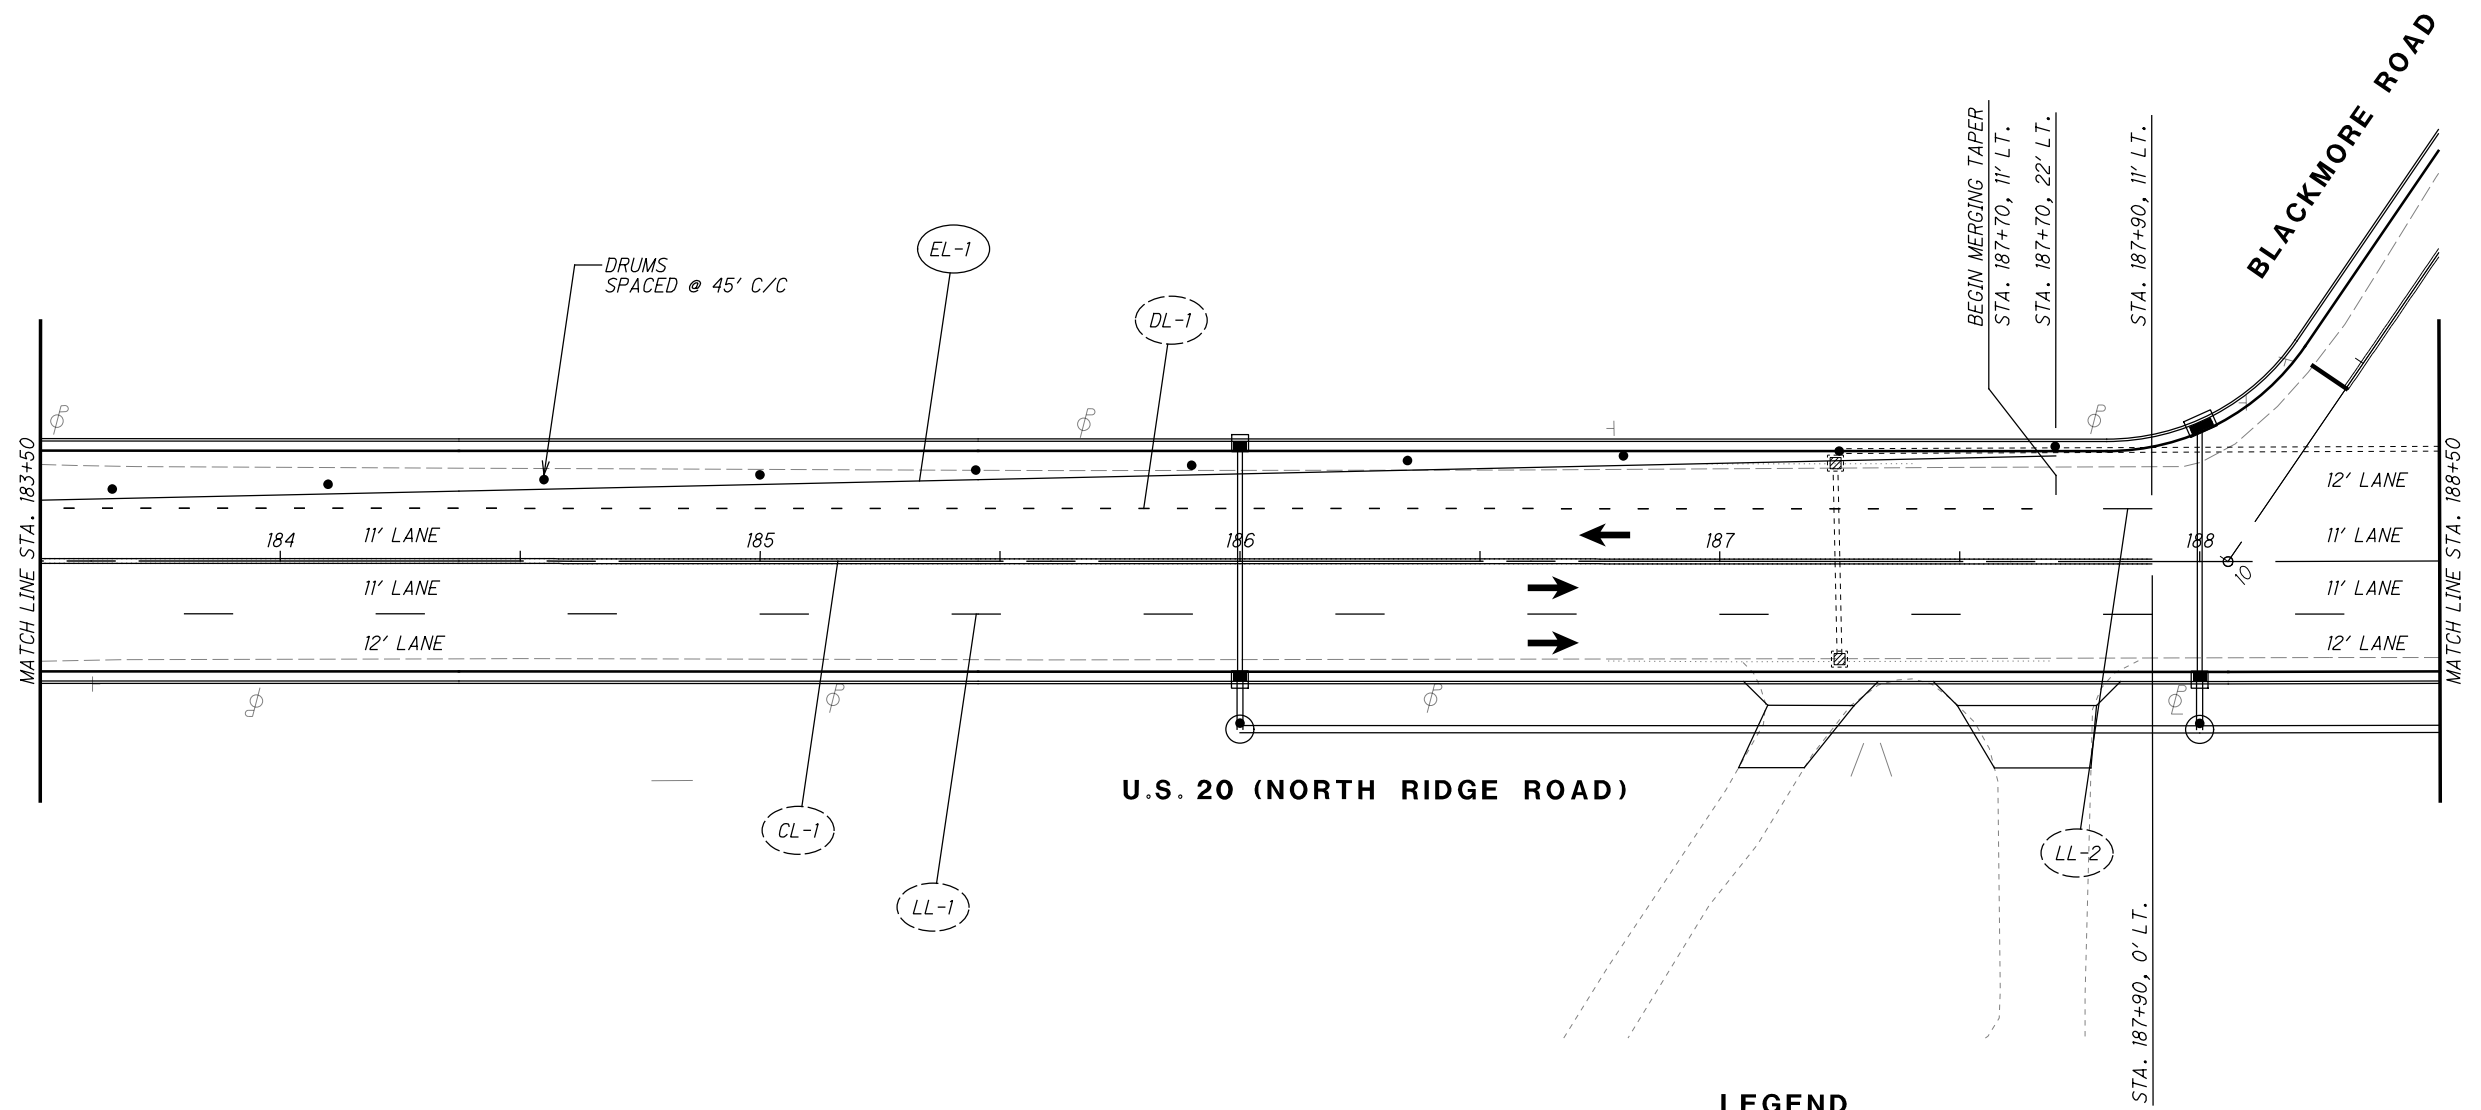 BLACKMORE ROAD
BEGIN MERGING TAPER
STA. 187+70, 11' LT.
STA. 187+70, 22' LT.
STA. 187+90, 11' LT.
EL-1
DRUMS
SPACED @ 45' C/C
DL-1
MATCH LINE STA. 183+50
MATCH LINE STA. 188+50
12' LANE
184
11' LANE
185
186
187
188
11' LANE
10
11' LANE
11' LANE
12' LANE
12' LANE
U.S. 20 (NORTH RIDGE ROAD)
CL-1
LL-2
LL-1
STA. 187+90, 0' LT.
LEGEND